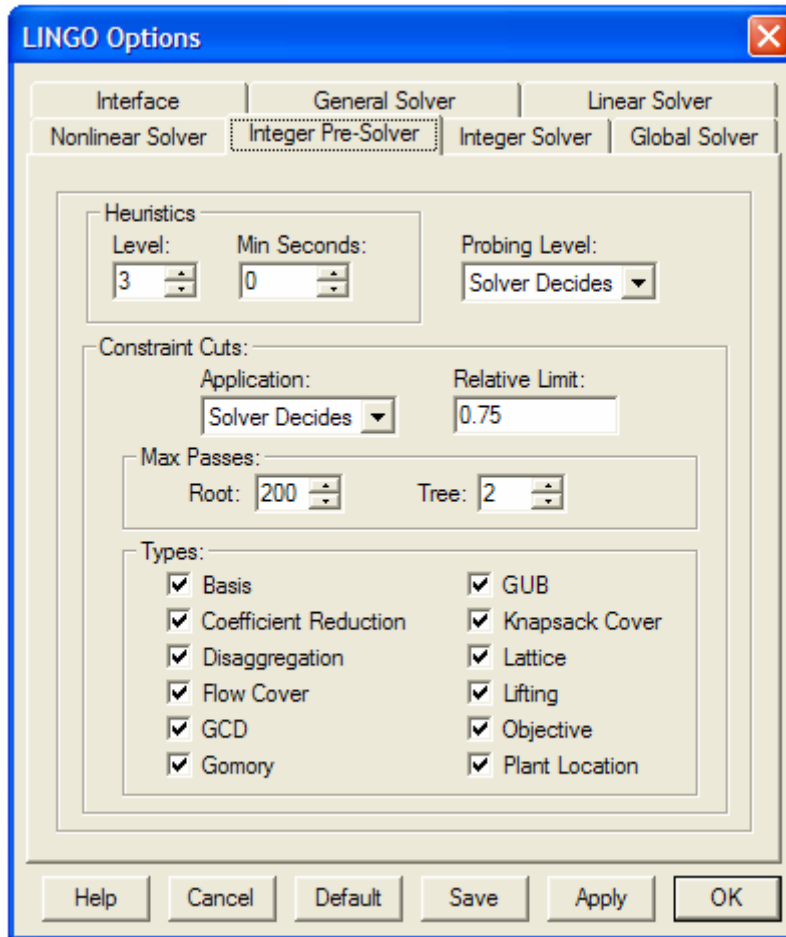 LINGO Options
Interface General Solver Linear Solver
Nonlinear Solver Integer Pre-Solver Integer Solver Global Solver
Heuristics
Level: Min Seconds: Probing Level:
3 0 Solver Decides
Constraint Cuts:
Application: Relative Limit:
Solver Decides 0.75
Max Passes:
Root: 200 Tree: 2
Types:
Basis GUB
Coefficient Reduction Knapsack Cover
Disaggregation Lattice
Flow Cover Lifting
GCD Objective
Gomory Plant Location
Help Cancel Default Save Apply OK